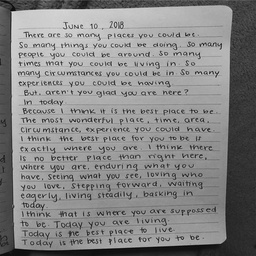 June 10, 2018
There are so many places you could be.
So many things you could be doing. So many
people you could be around. So many
times that you could be living in. So
many circumstances you could be in. So many
experiences you could be having.
But, aren't you glad you are here?
In today.
Because I think it is the best place to be.
The most wonderful place, time, area,
circumstance, experience you could have.
I think the best place for you to be is
exactly where you are. I think there
is no better place than right here,
where you are, enduring what you
have, seeing what you see, loving who
you love, stepping forward, waiting
eagerly, living steadily, basking in
today.
I think that is where you are suppossed
to be. Today you are living.
Today is the best place to live.
Today is the best place for you to be.